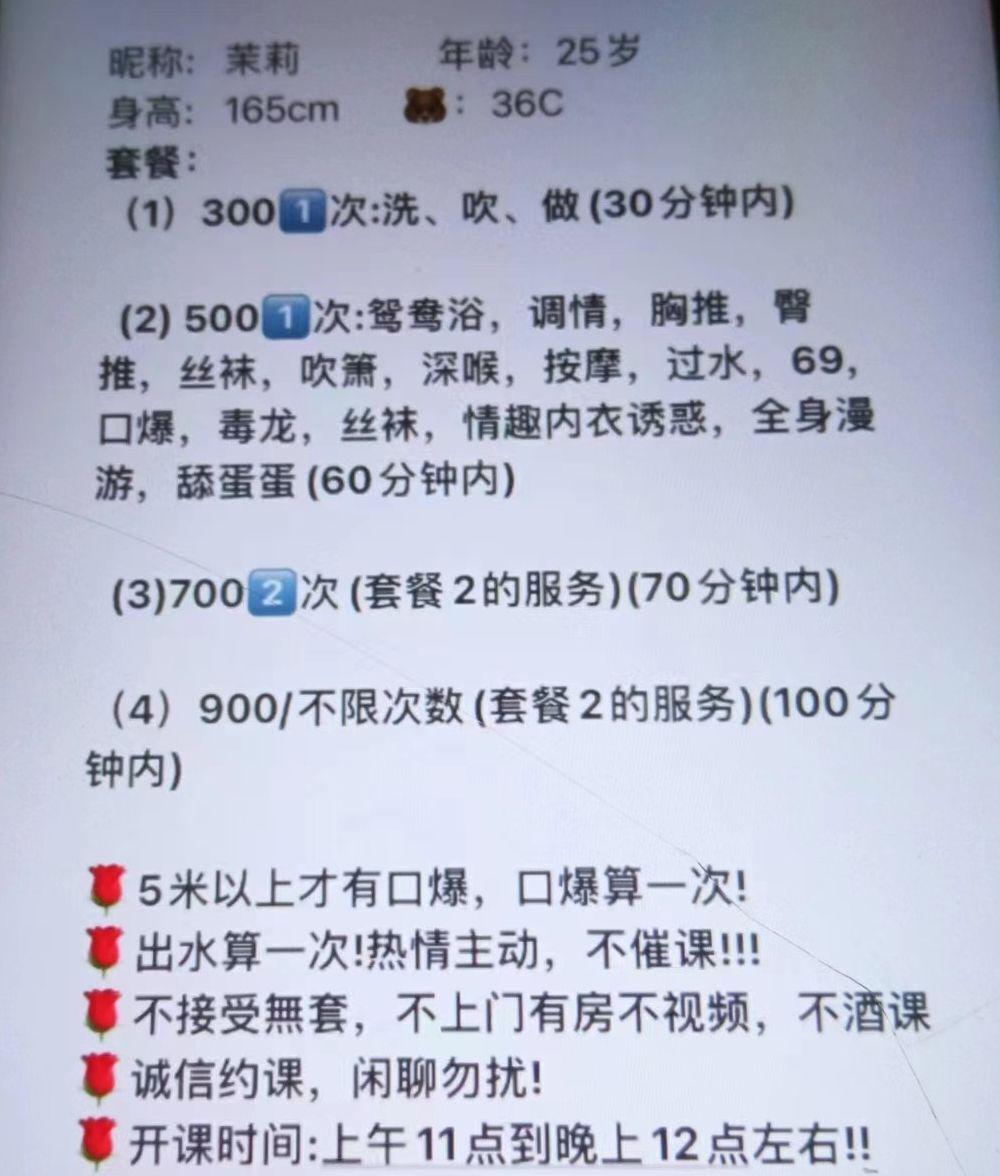 昵称: 茉莉 年龄: 25岁
身高: 165cm 🐻: 36C
套餐:
(1) 3001️⃣次:洗、吹、做(30分钟内)
(2) 5001️⃣次:鸳鸯浴，调情，胸推，臀
推，丝袜，吹箫，深喉，按摩，过水，69，
口爆，毒龙，丝袜，情趣内衣诱惑，全身漫
游，舔蛋蛋(60分钟内)
(3)7002️⃣次(套餐2的服务)(70分钟内)
(4) 900/不限次数(套餐2的服务)(100分
钟内)
🌹5米以上才有口爆，口爆算一次!
🌹出水算一次!热情主动，不催课!!!
🌹不接受無套，不上门有房不视频，不酒课
🌹诚信约课，闲聊勿扰!
🌹开课时间:上午11点到晚上12点左右!!